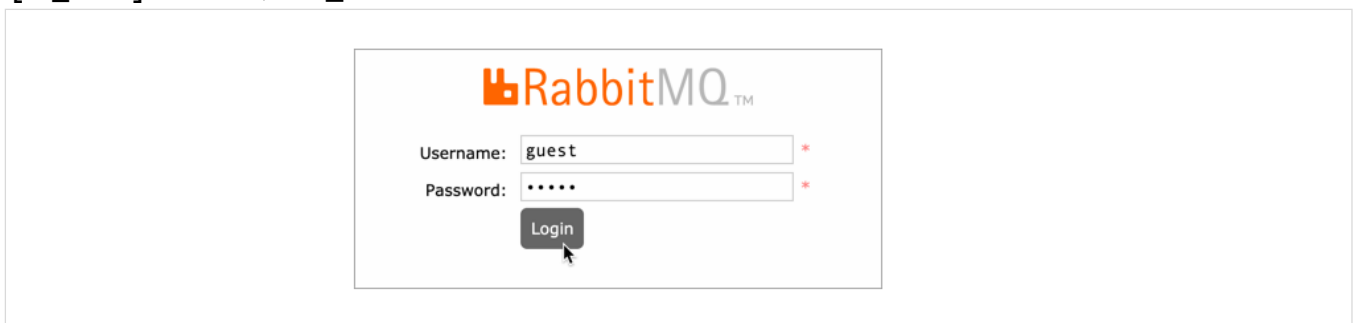 RabbitMQ™
Username: guest *
Password: ••••• *
Login